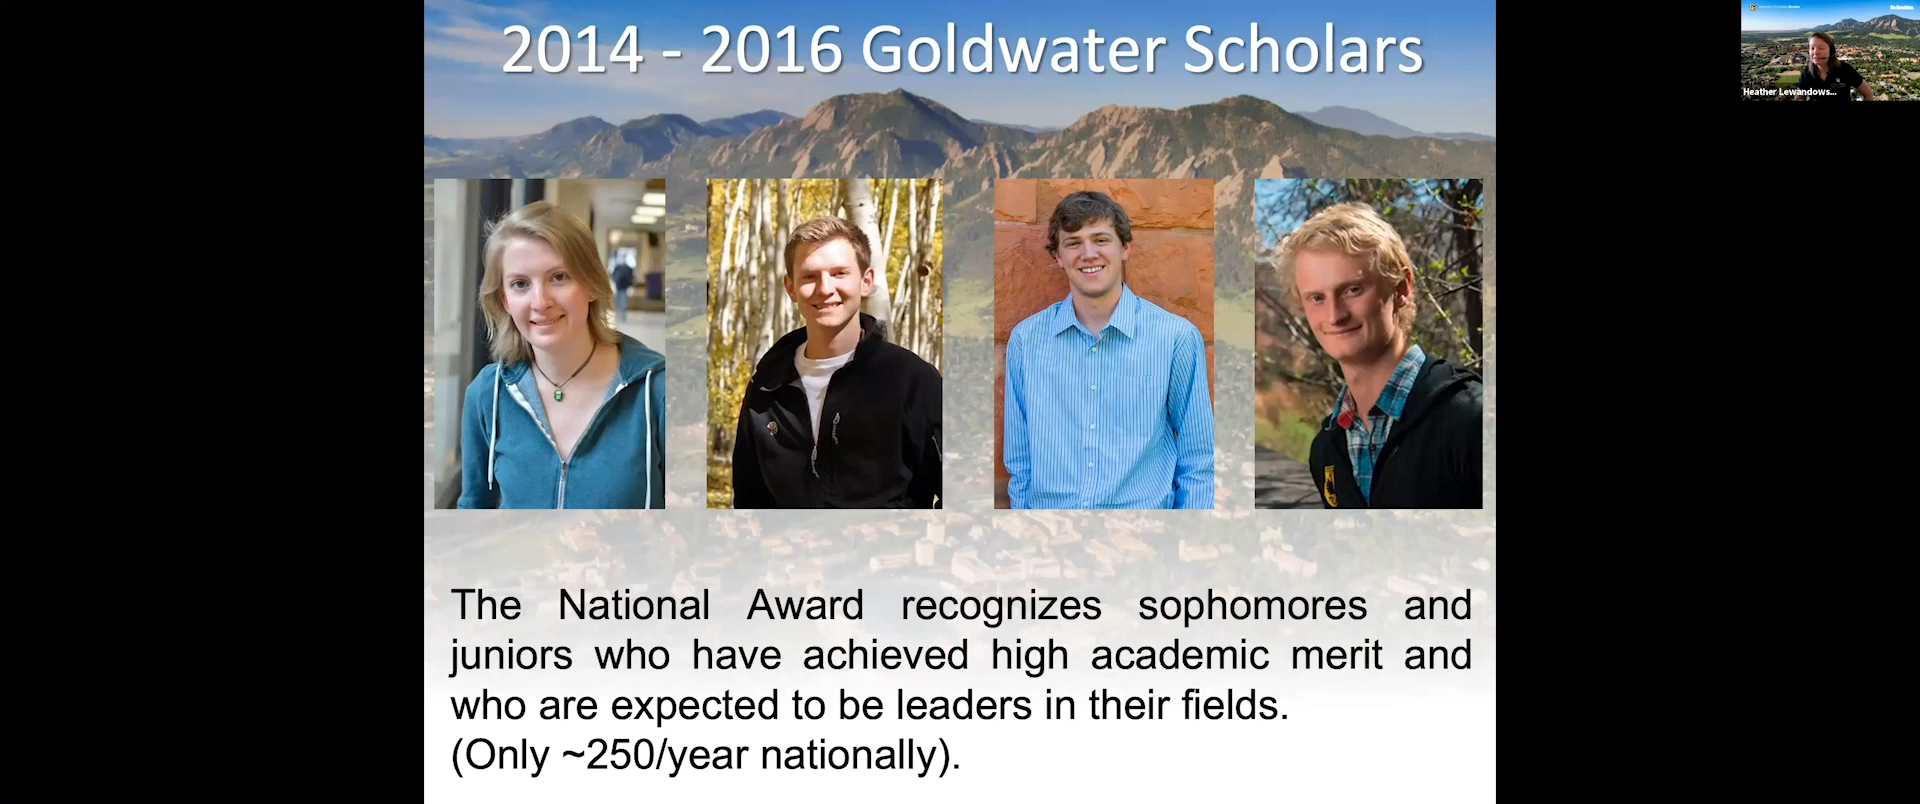 2014 - 2016 Goldwater Scholars
Heather Lewandows...
The National Award recognizes sophomores and
juniors who have achieved high academic merit and
who are expected to be leaders in their fields.
(Only ~250/year nationally).